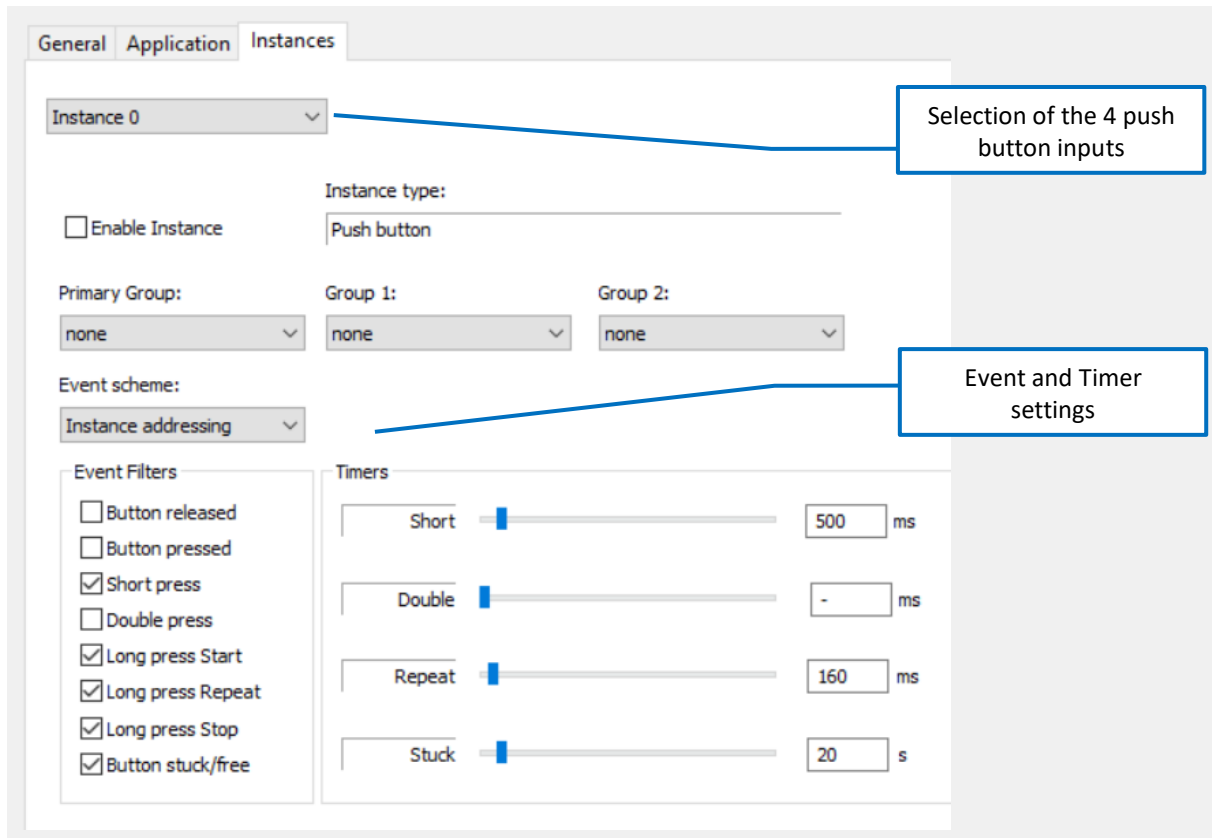 General Application Instances
Instance 0
Selection of the 4 push
button inputs
Instance type:
Enable Instance Push button
Primary Group: Group 1: Group 2:
none none none
Event scheme:
Event and Timer
settings
Instance addressing
Event Filters
Button released
Button pressed
Short press
Double press
Long press Start
Long press Repeat
Long press Stop
Button stuck/free
Timers
Short 500 ms
Double - ms
Repeat 160 ms
Stuck 20 s